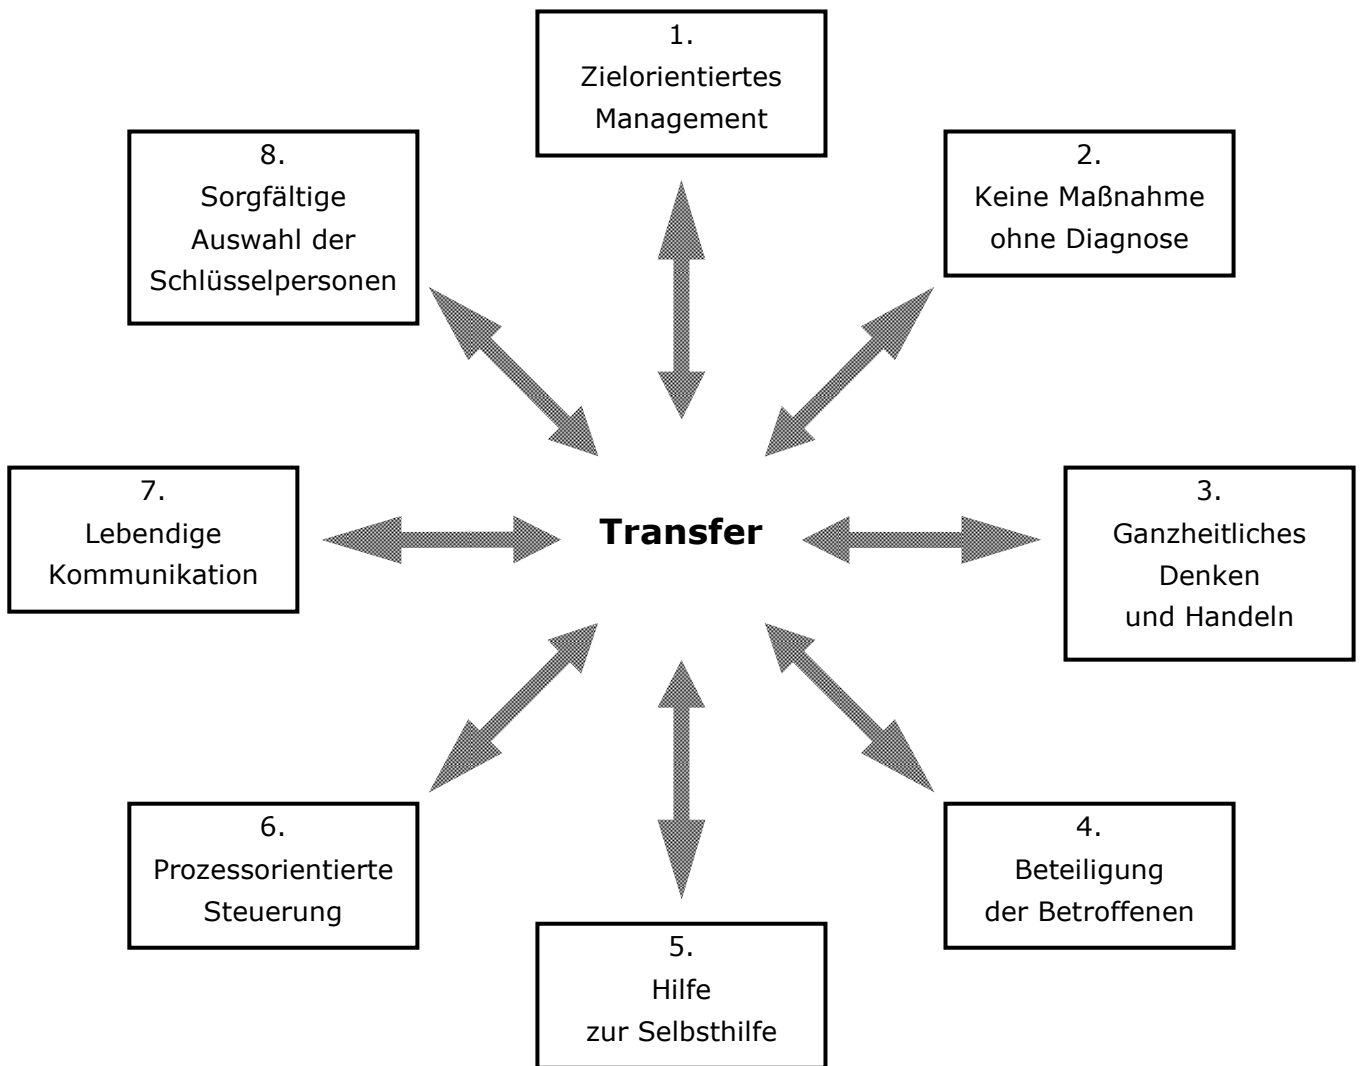 1.
Zielorientiertes
Management
2.
Keine Maßnahme
ohne Diagnose
3.
Ganzheitliches
Denken
und Handeln
4.
Beteiligung
der Betroffenen
5.
Hilfe
zur Selbsthilfe
6.
Prozessorientierte
Steuerung
7.
Lebendige
Kommunikation
8.
Sorgfältige
Auswahl der
Schlüsselpersonen
Transfer